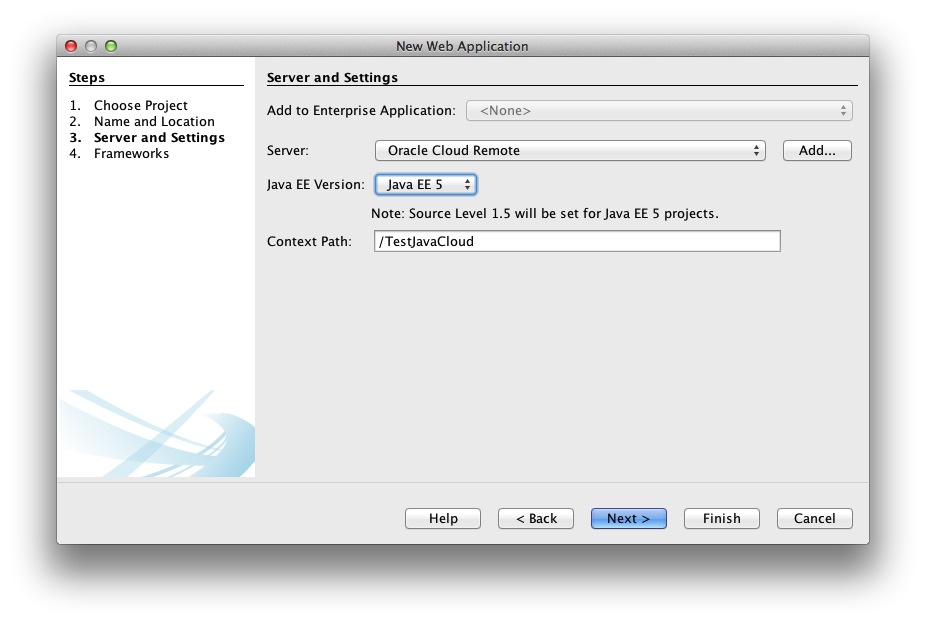 New Web Application
Steps
1. Choose Project
2. Name and Location
3. Server and Settings
4. Frameworks
Server and Settings
Add to Enterprise Application: <None>
Server: Oracle Cloud Remote Add...
Java EE Version: Java EE 5
Note: Source Level 1.5 will be set for Java EE 5 projects.
Context Path: /TestJavaCloud
Help < Back Next > Finish Cancel